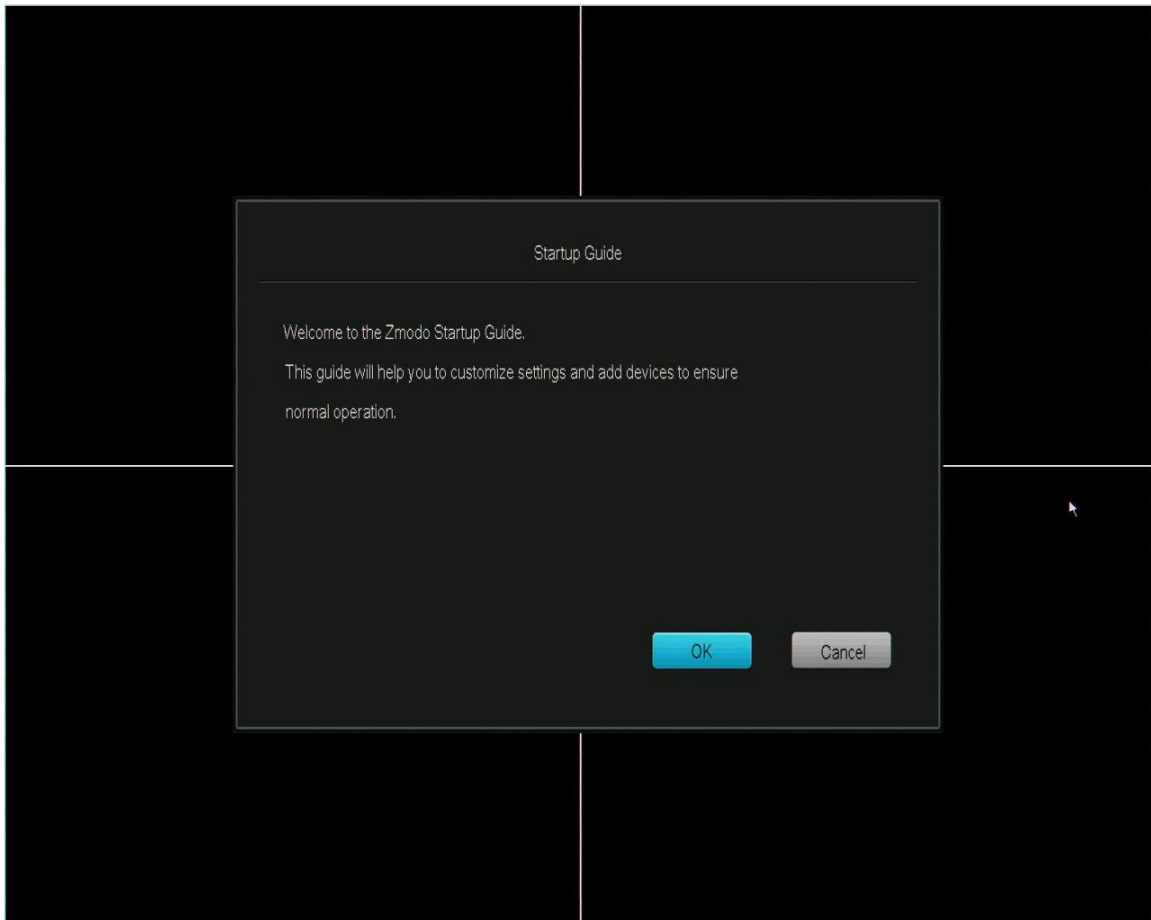 Startup Guide
Welcome to the Zmodo Startup Guide.
This guide will help you to customize settings and add devices to ensure
normal operation.
OK
Cancel